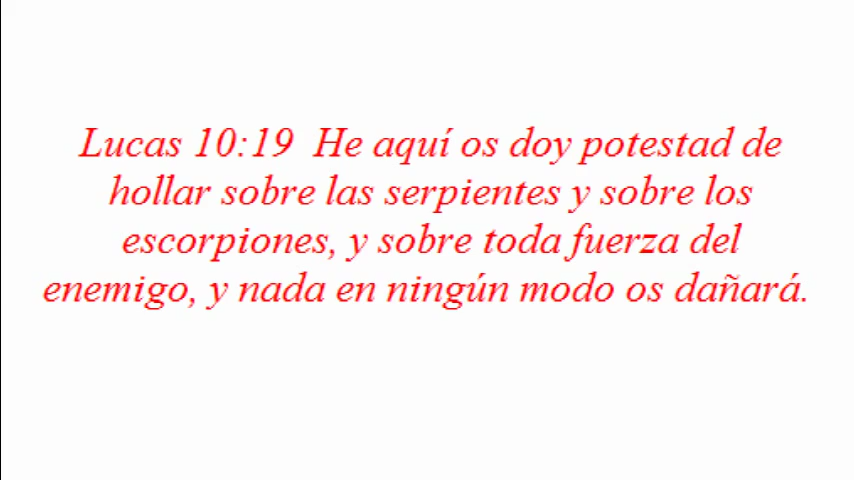 Lucas 10:19  He aquí os doy potestad de
hollar sobre las serpientes y sobre los
escorpiones, y sobre toda fuerza del
enemigo, y nada en ningún modo os dañará.